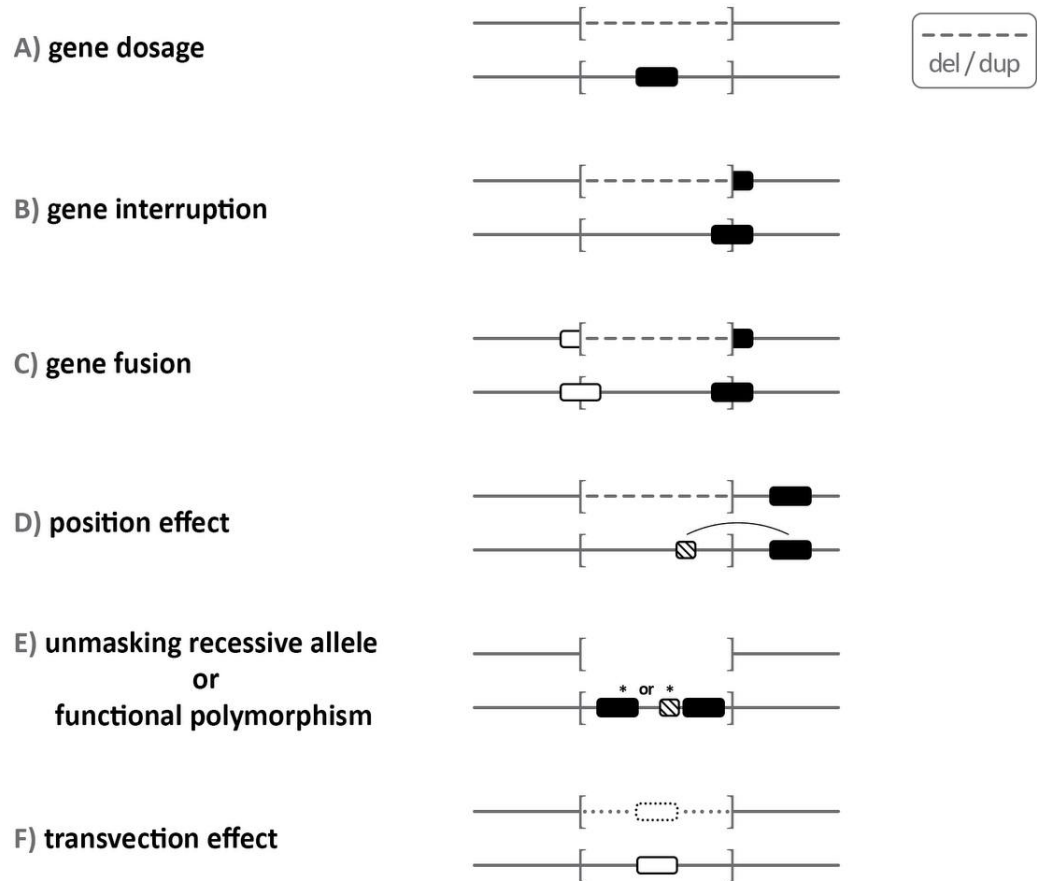 A) gene dosage
del / dup
B) gene interruption
C) gene fusion
D) position effect
E) unmasking recessive allele
or
functional polymorphism
* or *
F) transvection effect